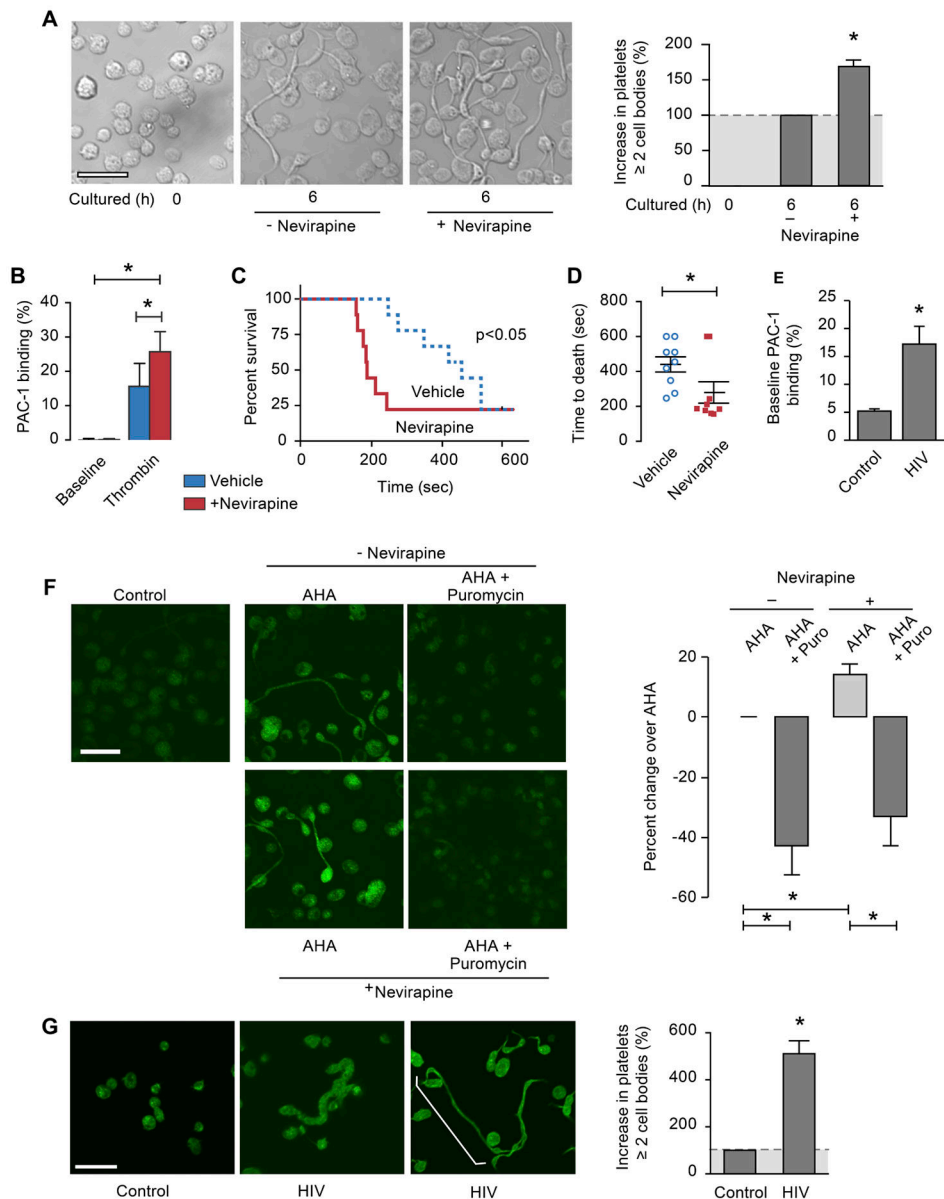 A
Cultured (h) 0
6
6
- Nevirapine
+ Nevirapine
Increase in platelets
≥ 2 cell bodies (%)
200
150
100
50
0
*
Cultured (h) 0 6 6
– +
Nevirapine
B
PAC-1 binding (%)
40
30
20
10
0
*
*
Baseline
Thrombin
Vehicle
+Nevirapine
C
Percent survival
100
75
50
25
0
p<0.05
Vehicle
Nevirapine
0 200 400 600
Time (sec)
D
Time to death (sec)
800
600
400
200
0
*
Vehicle
Nevirapine
E
Baseline PAC-1
binding (%)
25
20
15
10
5
0
*
Control
HIV
F
- Nevirapine
Control
AHA
AHA +
Puromycin
AHA
AHA +
Puromycin
+Nevirapine
Nevirapine
– +
AHA
AHA
+ Puro
AHA
AHA
+ Puro
Percent change over AHA
20
0
-20
-40
-60
*
* *
G
Control
HIV
HIV
Increase in platelets
≥ 2 cell bodies (%)
600
400
200
0
*
Control HIV